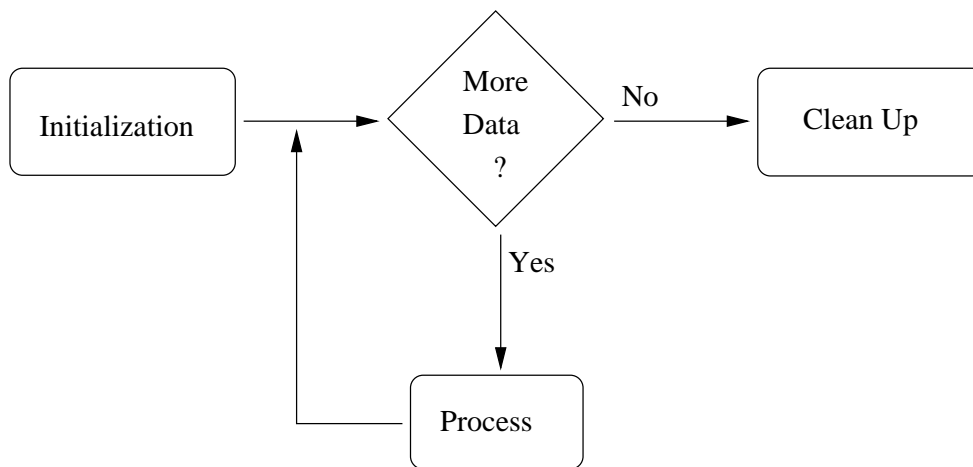 Initialization
More
Data
?
No
Clean Up
Yes
Process